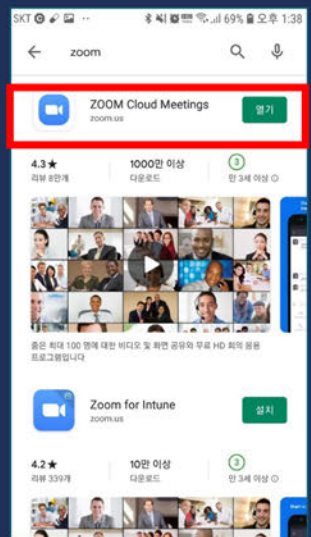 SKT 69% 오후 1:38
zoom
ZOOM Cloud Meetings
zoom.us
열기
4.3★ 1000만 이상 3
리뷰 8만개 다운로드 만 3세 이상
줌은 최대 100 명에 대한 비디오 및 화면 공유와 무료 HD 회의 응용
프로그램입니다
Zoom for Intune
zoom.us
설치
4.2★ 10만 이상 3
리뷰 339개 다운로드 만 3세 이상